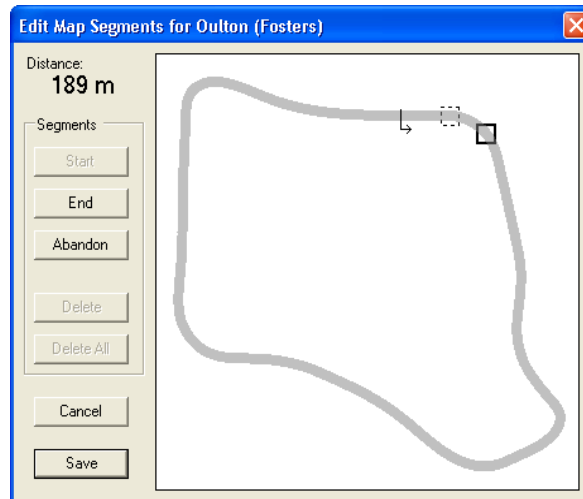 Edit Map Segments for Oulton (Fosters)
Distance:
189 m
Segments
Start
End
Abandon
Delete
Delete All
Cancel
Save